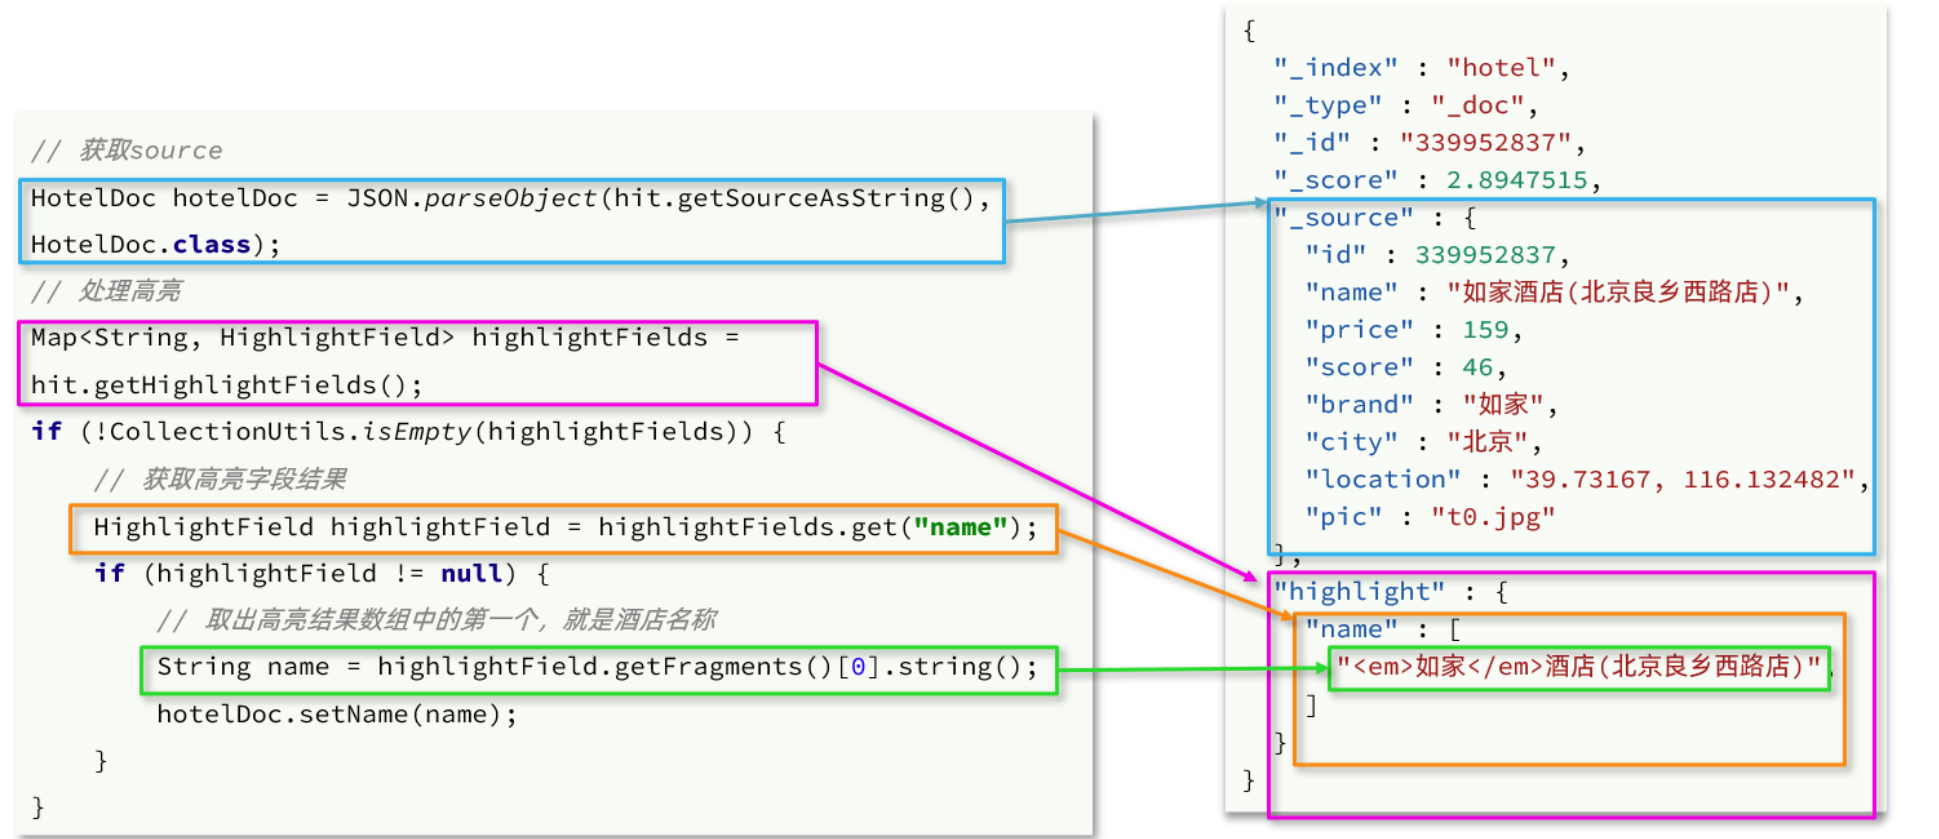 // 获取source
HotelDoc hotelDoc = JSON.parseObject(hit.getSourceAsString(),
HotelDoc.class);
// 处理高亮
Map<String, HighlightField> highlightFields =
hit.getHighlightFields();
if (!CollectionUtils.isEmpty(highlightFields)) {
    // 获取高亮字段结果
    HighlightField highlightField = highlightFields.get("name");
    if (highlightField != null) {
        // 取出高亮结果数组中的第一个，就是酒店名称
        String name = highlightField.getFragments()[0].string();
        hotelDoc.setName(name);
    }
}
{
  "_index" : "hotel",
  "_type" : "_doc",
  "_id" : "339952837",
  "_score" : 2.8947515,
  "_source" : {
    "id" : 339952837,
    "name" : "如家酒店(北京良乡西路店)",
    "price" : 159,
    "score" : 46,
    "brand" : "如家",
    "city" : "北京",
    "location" : "39.73167, 116.132482",
    "pic" : "t0.jpg"
  },
  "highlight" : {
    "name" : [
      "<em>如家</em>酒店(北京良乡西路店)",
    ]
  }
}